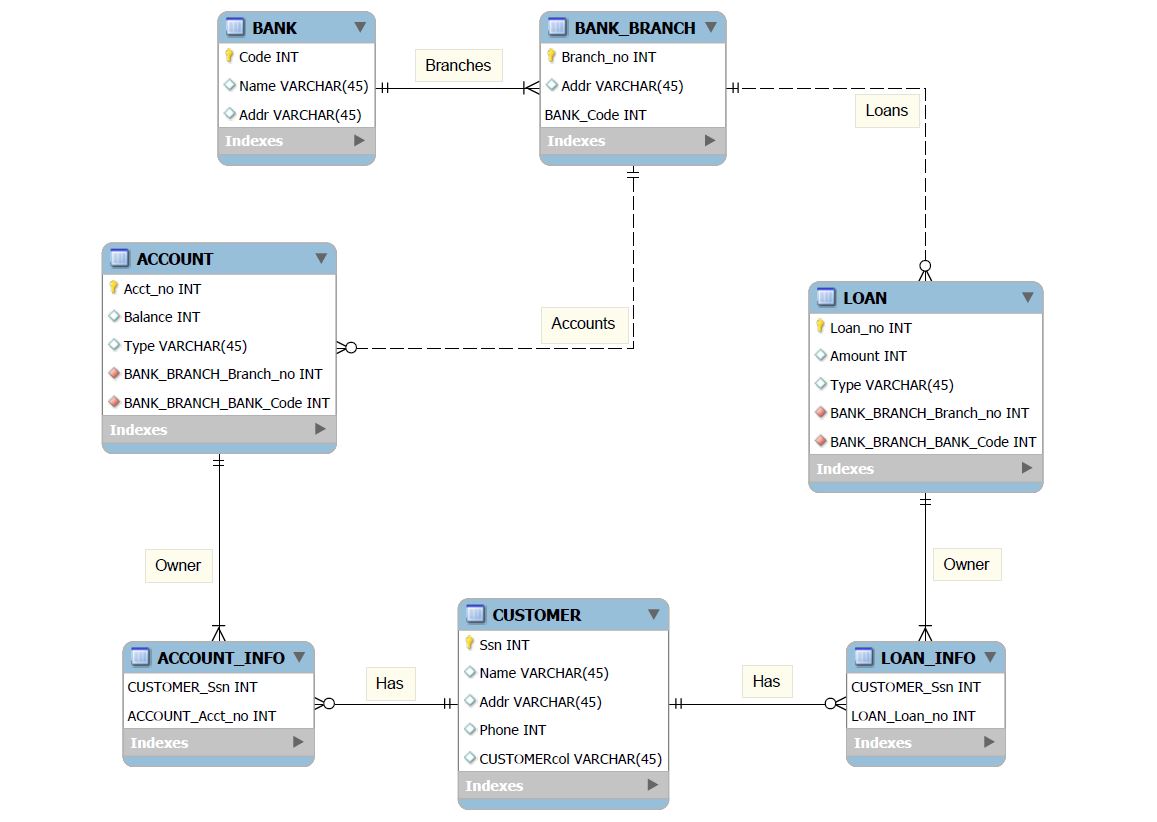 BANK
Code INT
Name VARCHAR(45)
Addr VARCHAR(45)
Indexes
Branches
BANK_BRANCH
Branch_no INT
Addr VARCHAR(45)
BANK_Code INT
Indexes
Loans
ACCOUNT
Acct_no INT
Balance INT
Type VARCHAR(45)
BANK_BRANCH_Branch_no INT
BANK_BRANCH_BANK_Code INT
Indexes
Accounts
LOAN
Loan_no INT
Amount INT
Type VARCHAR(45)
BANK_BRANCH_Branch_no INT
BANK_BRANCH_BANK_Code INT
Indexes
Owner
Owner
ACCOUNT_INFO
CUSTOMER_Ssn INT
ACCOUNT_Acct_no INT
Indexes
Has
CUSTOMER
Ssn INT
Name VARCHAR(45)
Addr VARCHAR(45)
Phone INT
CUSTOMERcol VARCHAR(45)
Indexes
Has
LOAN_INFO
CUSTOMER_Ssn INT
LOAN_Loan_no INT
Indexes